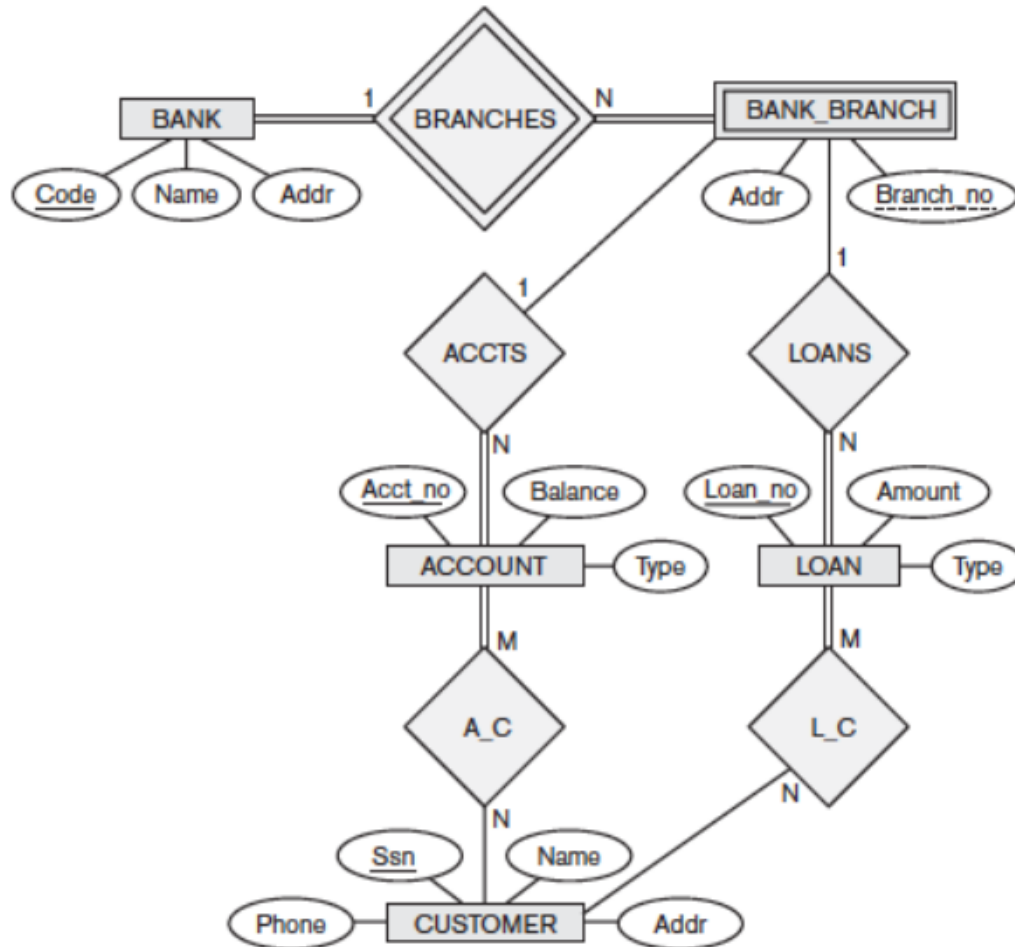 1
N
BANK
BRANCHES
BANK_BRANCH
Code
Name
Addr
Addr
Branch_no
1
1
ACCTS
LOANS
N
N
Acct_no
Balance
Loan_no
Amount
ACCOUNT
Type
LOAN
Type
M
M
A_C
L_C
N
N
Ssn
Name
Phone
CUSTOMER
Addr